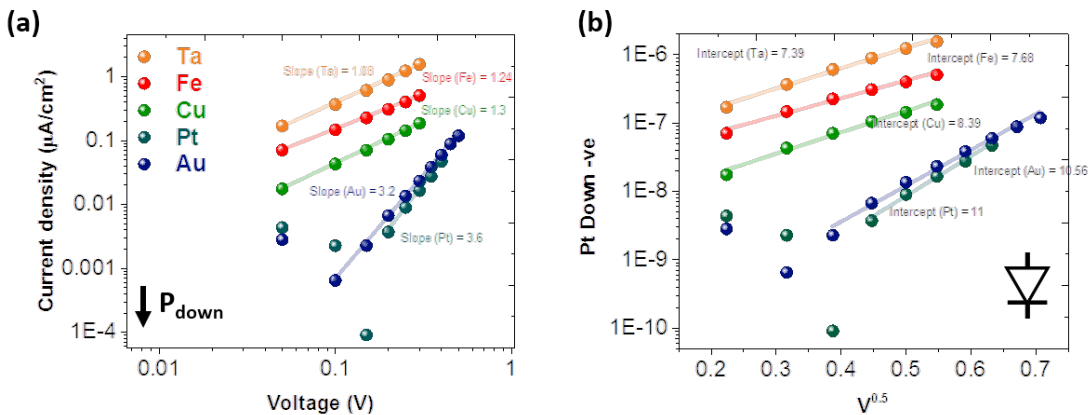 (a)
Current density (μA/cm²)
1
0.1
0.01
0.001
1E-4
Ta
Fe
Cu
Pt
Au
Slope (Ta) = 1.08
Slope (Fe) = 1.24
Slope (Cu) = 1.3
Slope (Au) = 3.2
Slope (Pt) = 3.6
Pdown
0.01
0.1
1
Voltage (V)
(b)
Pt Down -ve
1E-6
1E-7
1E-8
1E-9
1E-10
Intercept (Ta) = 7.39
Intercept (Fe) = 7.68
Intercept (Cu) = 8.39
Intercept (Au) = 10.56
Intercept (Pt) = 11
0.2
0.3
0.4
0.5
0.6
0.7
V^0.5